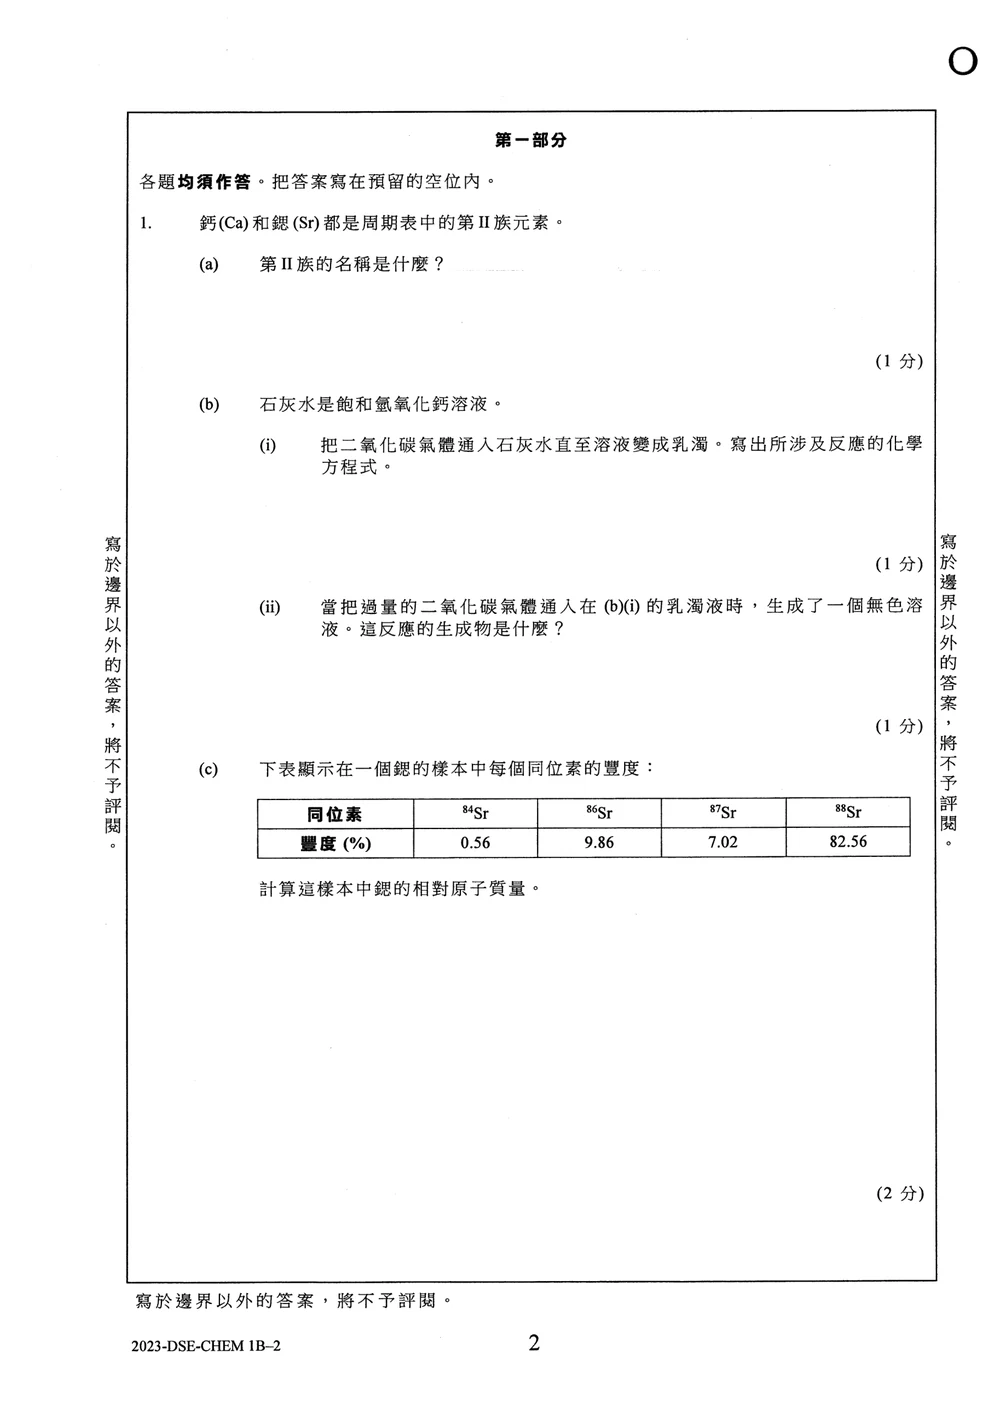 O
第一部分
各題均須作答。把答案寫在預留的空位內。
1. 鈣(Ca)和鍶(Sr)都是周期表中的第II族元素。
(a) 第II族的名稱是什麼？
(1 分)
(b) 石灰水是飽和氫氧化鈣溶液。
(i) 把二氧化碳氣體通入石灰水直至溶液變成乳濁。寫出所涉及反應的化學
方程式。
(1 分)
(ii) 當把過量的二氧化碳氣體通入在 (b)(i) 的乳濁液時，生成了一個無色溶
液。這反應的生成物是什麼？
(1 分)
(c) 下表顯示在一個鍶的樣本中每個同位素的豐度：
同位素 ⁸⁴Sr ⁸⁶Sr ⁸⁷Sr ⁸⁸Sr
豐度 (%) 0.56 9.86 7.02 82.56
計算這樣本中鍶的相對原子質量。
(2 分)
寫於邊界以外的答案，將不予評閱。
寫於邊界以外的答案，將不予評閱。
寫於邊界以外的答案，將不予評閱。
2023-DSE-CHEM 1B–2
2